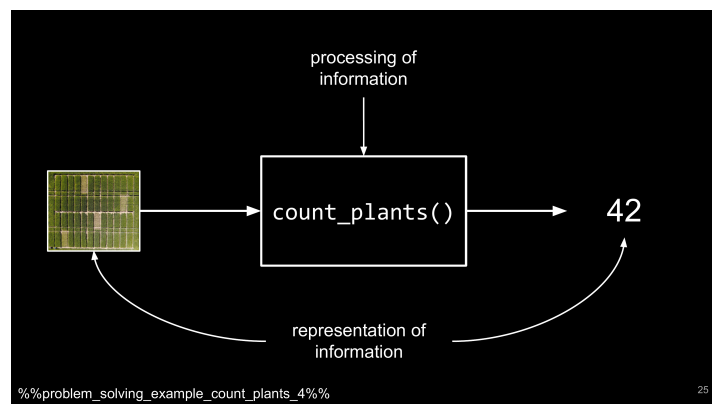 processing of
information
count_plants()
42
representation of
information
%%problem_solving_example_count_plants_4%%
25